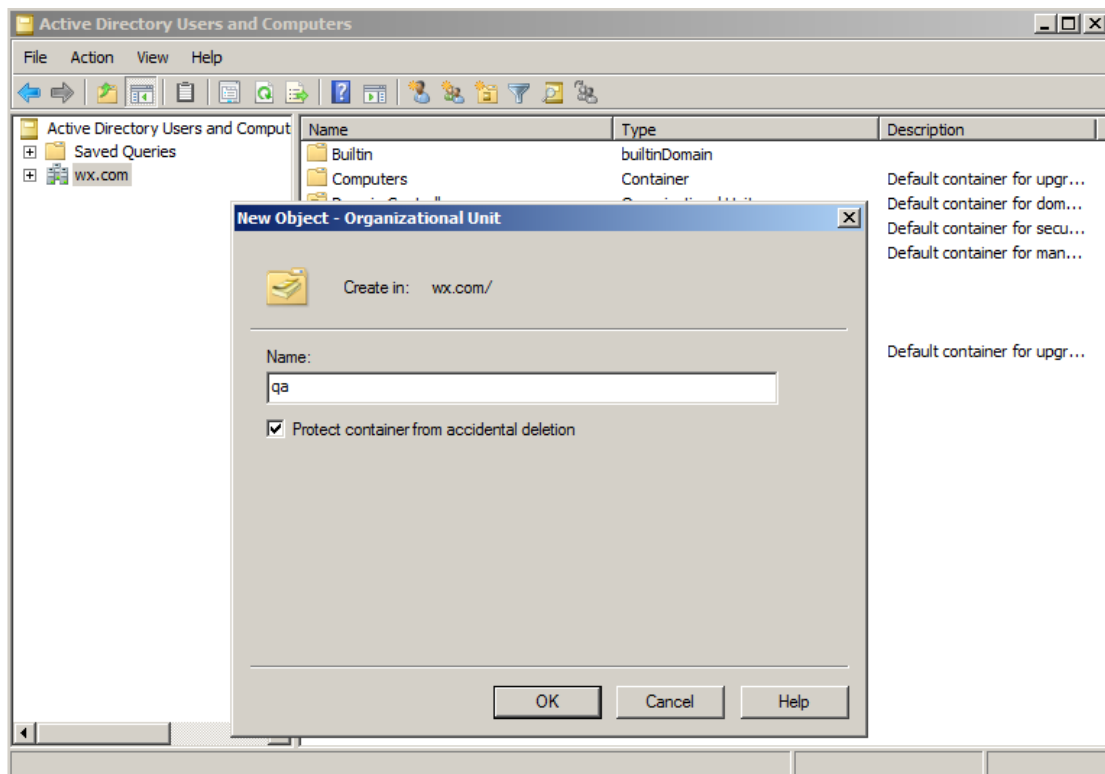 Active Directory Users and Computers
File Action View Help
Active Directory Users and Comput
Saved Queries
wx.com
Name Type Description
Builtin builtinDomain
Computers Container Default container for upgr...
Default container for dom...
Default container for secu...
Default container for man...
Default container for upgr...
New Object - Organizational Unit
Create in: wx.com/
Name:
qa
Protect container from accidental deletion
OK Cancel Help